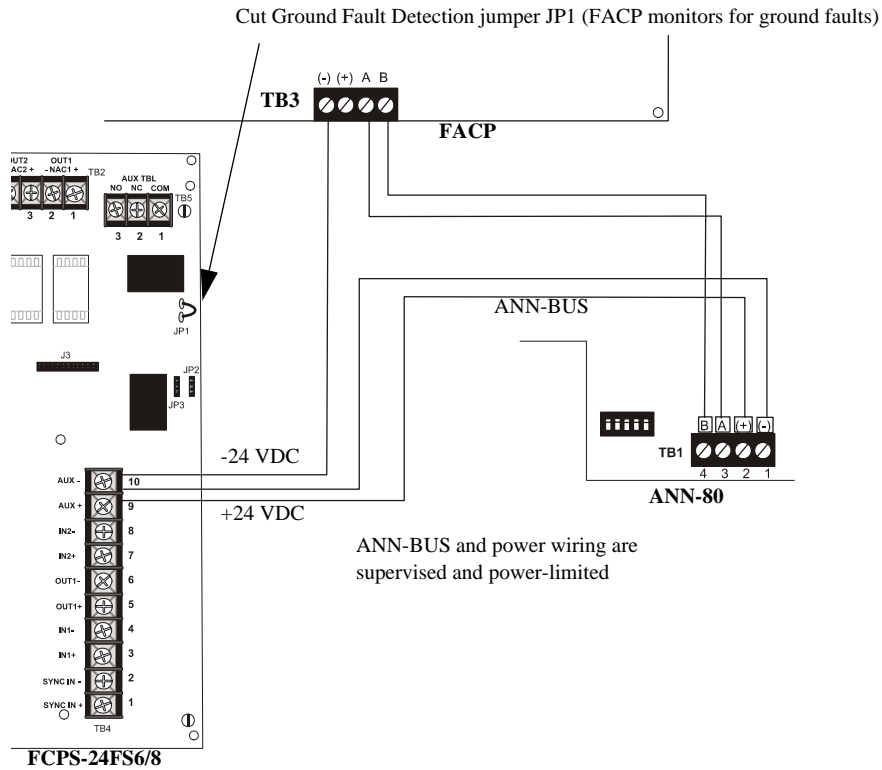 Cut Ground Fault Detection jumper JP1 (FACP monitors for ground faults)
(-) (+) A B
TB3
FACP
OUT2 OUT1
AC2 + - NAC1 + TB2
3 2 1
AUX TBL
NO NC COM
TB5
3 2 1
JP1
J3
JP2
JP3
ANN-BUS
B A (+) (-)
TB1
4 3 2 1
ANN-80
-24 VDC
+24 VDC
ANN-BUS and power wiring are
supervised and power-limited
AUX - 10
AUX + 9
IN2- 8
IN2+ 7
OUT1- 6
OUT1+ 5
IN1- 4
IN1+ 3
SYNC IN - 2
SYNC IN + 1
TB4
FCPS-24FS6/8